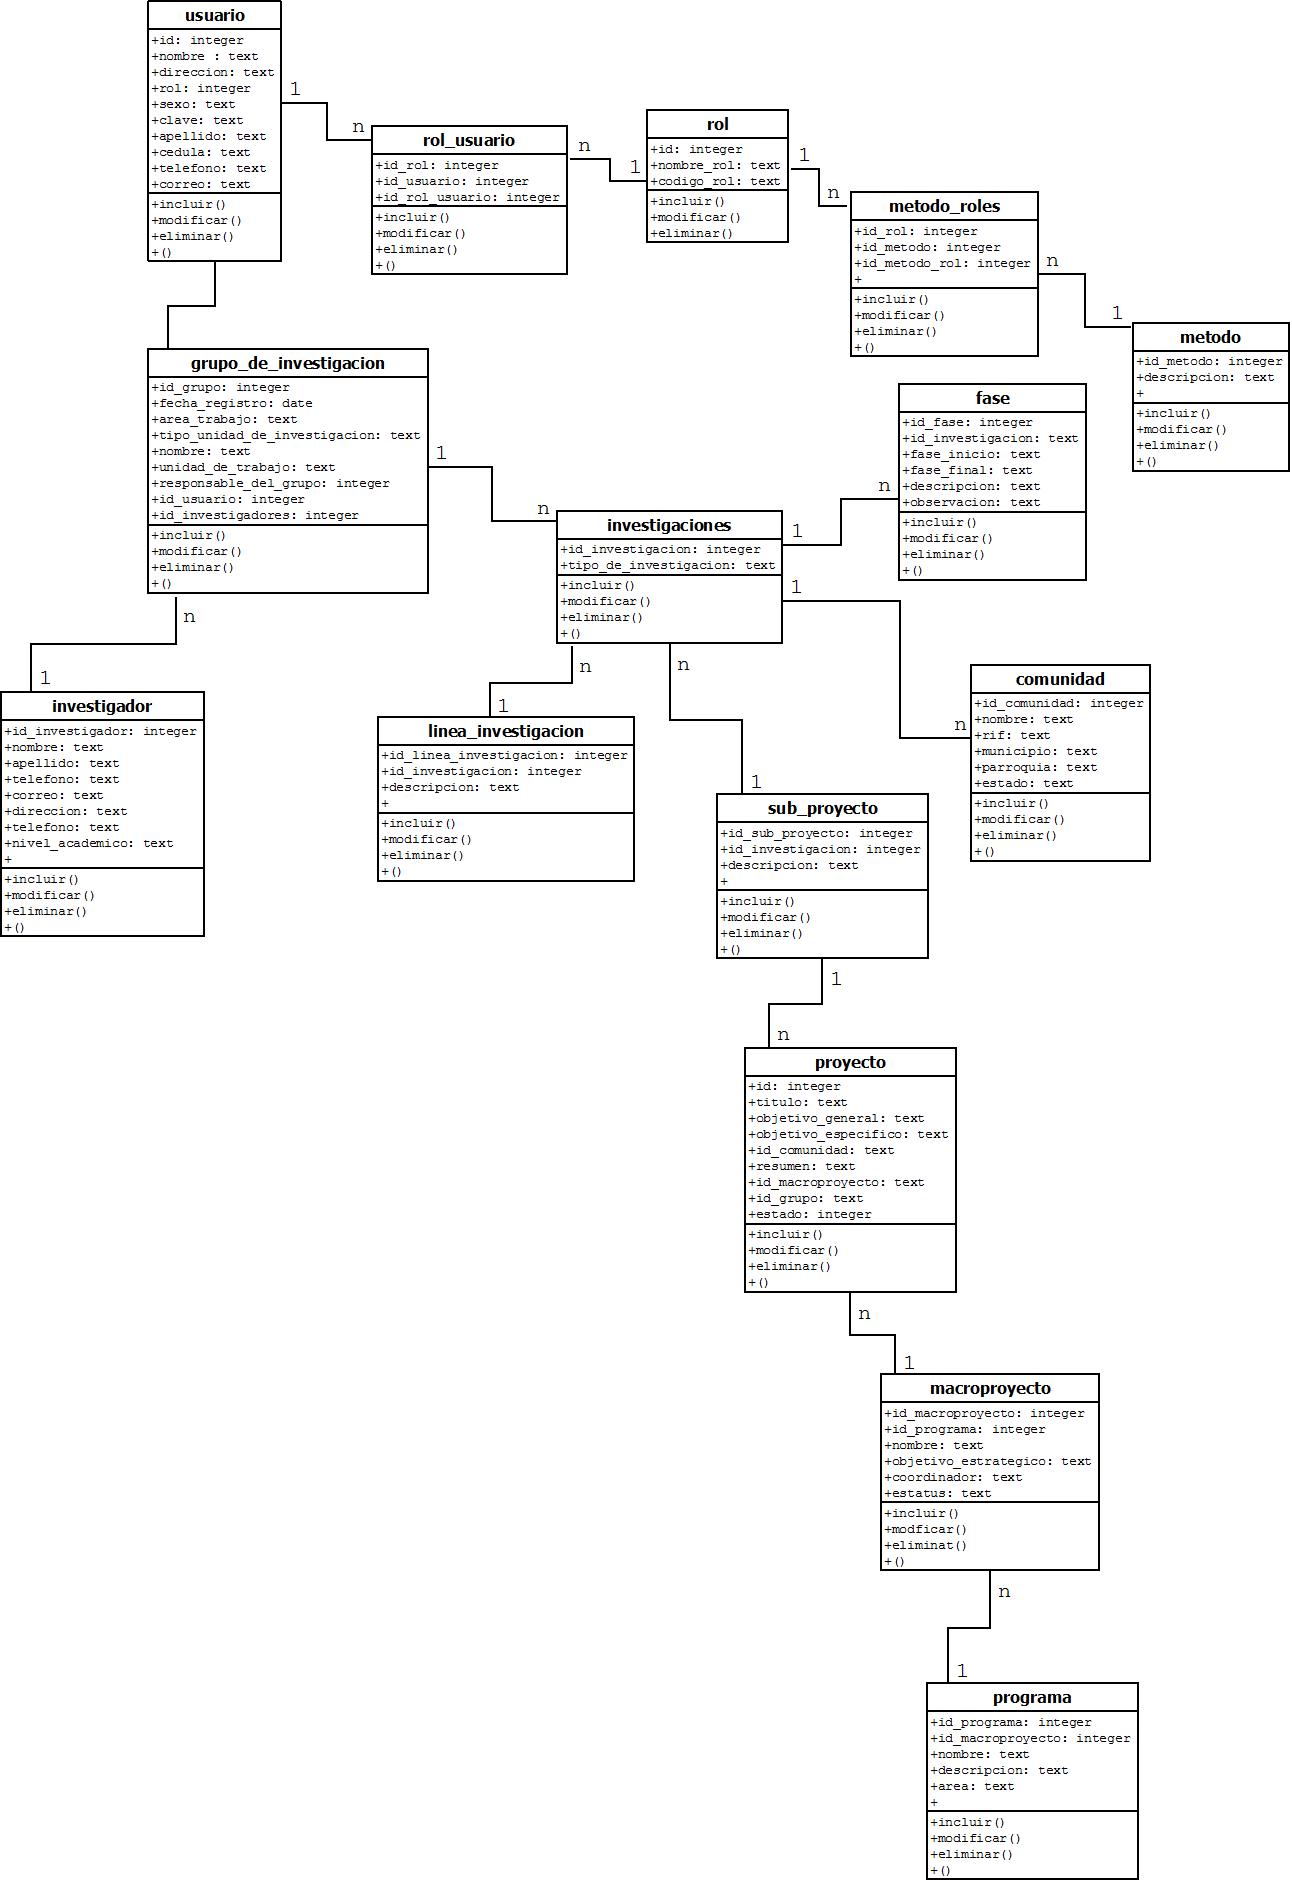 usuario
+id: integer
+nombre : text
+direccion: text
+rol: integer
+sexo: text
+clave: text
+apellido: text
+cedula: text
+telefono: text
+correo: text
+incluir()
+modificar()
+eliminar()
+()
1
n
rol_usuario
+id_rol: integer
+id_usuario: integer
+id_rol_usuario: integer
+incluir()
+modificar()
+eliminar()
+()
n
1
rol
+id: integer
+nombre_rol: text
+codigo_rol: text
+incluir()
+modificar()
+eliminar()
1
n
metodo_roles
+id_rol: integer
+id_metodo: integer
+id_metodo_rol: integer
+
+incluir()
+modificar()
+eliminar()
+()
n
1
metodo
+id_metodo: integer
+descripcion: text
+
+incluir()
+modificar()
+eliminar()
+()
grupo_de_investigacion
+id_grupo: integer
+fecha_registro: date
+area_trabajo: text
+tipo_unidad_de_investigacion: text
+nombre: text
+unidad_de_trabajo: text
+responsable_del_grupo: integer
+id_usuario: integer
+id_investigadores: integer
+incluir()
+modificar()
+eliminar()
+()
1
n
fase
+id_fase: integer
+id_investigacion: text
+fase_inicio: text
+fase_final: text
+descripcion: text
+observacion: text
+incluir()
+modificar()
+eliminar()
+()
n
1
investigaciones
+id_investigacion: integer
+tipo_de_investigacion: text
+incluir()
+modificar()
+eliminar()
+()
1
n
n
1
investigador
+id_investigador: integer
+nombre: text
+apellido: text
+telefono: text
+correo: text
+direccion: text
+telefono: text
+nivel_academico: text
+
+incluir()
+modificar()
+eliminar()
+()
n
1
linea_investigacion
+id_linea_investigacion: integer
+id_investigacion: integer
+descripcion: text
+
+incluir()
+modificar()
+eliminar()
+()
n
1
comunidad
+id_comunidad: integer
+nombre: text
+rif: text
+municipio: text
+parroquia: text
+estado: text
+incluir()
+modificar()
+eliminar()
+()
sub_proyecto
+id_sub_proyecto: integer
+id_investigacion: integer
+descripcion: text
+
+incluir()
+modificar()
+eliminar()
+()
1
n
proyecto
+id: integer
+titulo: text
+objetivo_general: text
+objetivo_especifico: text
+id_comunidad: text
+resumen: text
+id_macroproyecto: text
+id_grupo: text
+estado: integer
+incluir()
+modificar()
+eliminar()
+()
n
1
macroproyecto
+id_macroproyecto: integer
+id_programa: integer
+nombre: text
+objetivo_estrategico: text
+coordinador: text
+estatus: text
+incluir()
+modficar()
+eliminat()
+()
n
1
programa
+id_programa: integer
+id_macroproyecto: integer
+nombre: text
+descripcion: text
+area: text
+
+incluir()
+modificar()
+eliminar()
+()